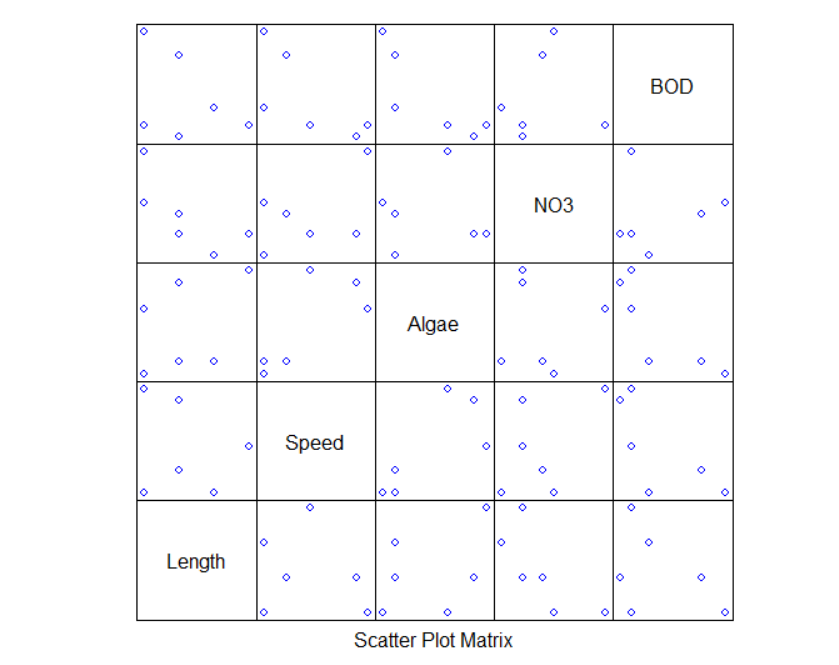 BOD
NO3
Algae
Speed
Length
Scatter Plot Matrix